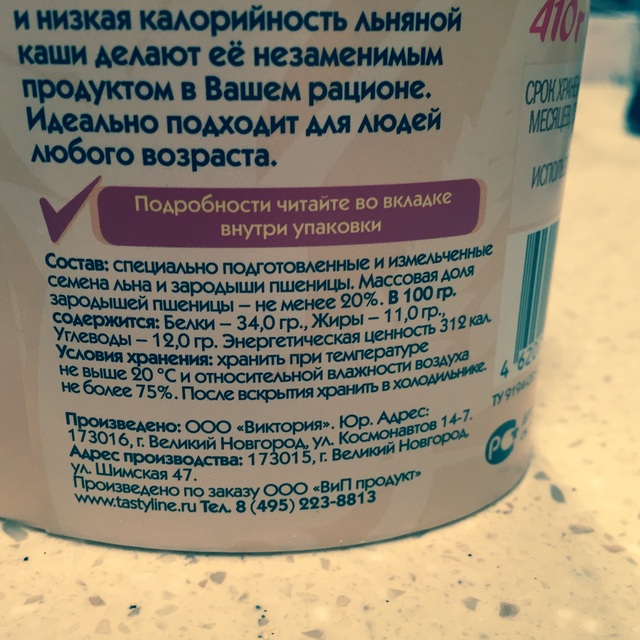 и низкая калорийность льняной
каши делают её незаменимым
продуктом в Вашем рационе.
Идеально подходит для людей
любого возраста.
Подробности читайте во вкладке
внутри упаковки
Состав: специально подготовленные и измельченные
семена льна и зародыши пшеницы. Массовая доля
зародышей пшеницы – не менее 20%. В 100 гр.
содержится: Белки – 34,0 гр., Жиры – 11,0 гр.,
Углеводы – 12,0 гр. Энергетическая ценность 312 кал.
Условия хранения: хранить при температуре
не выше 20 °С и относительной влажности воздуха
не более 75%. После вскрытия хранить в холодильнике.
Произведено: ООО «Виктория». Юр. Адрес:
173016, г. Великий Новгород, ул. Космонавтов 14-7.
Адрес производства: 173015, г. Великий Новгород,
ул. Шимская 47.
Произведено по заказу ООО «ВиП продукт»
www.tastyline.ru Тел. 8 (495) 223-8813
410г
СРОК
МЕСЯЦЕВ
ТУ